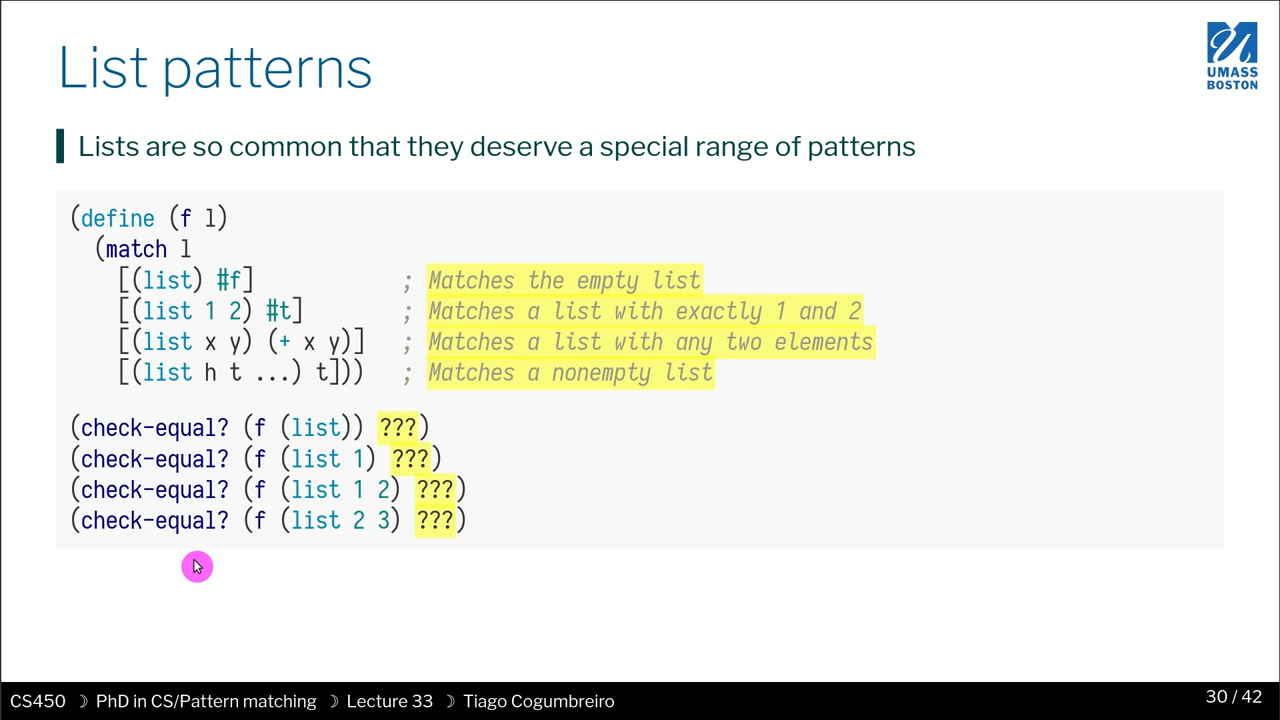 List patterns
UMASS
BOSTON
Lists are so common that they deserve a special range of patterns
(define (f l)
  (match l
    [(list) #f]            ; Matches the empty list
    [(list 1 2) #t]        ; Matches a list with exactly 1 and 2
    [(list x y) (+ x y)]   ; Matches a list with any two elements
    [(list h t ...) t]))   ; Matches a nonempty list
(check-equal? (f (list)) ???)
(check-equal? (f (list 1) ???)
(check-equal? (f (list 1 2) ???)
(check-equal? (f (list 2 3) ???)
CS450 ☽ PhD in CS/Pattern matching ☽ Lecture 33 ☽ Tiago Cogumbreiro
30 / 42